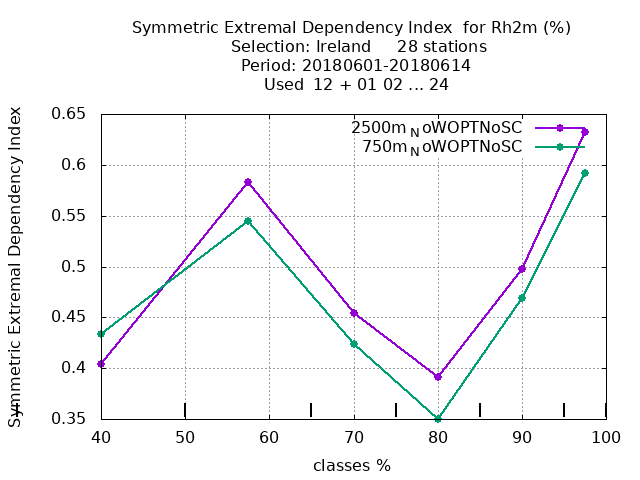 Symmetric Extremal Dependency Index for Rh2m (%)
Selection: Ireland 28 stations
Period: 20180601-20180614
Used 12 + 01 02 ... 24
Symmetric Extremal Dependency Index
0.65
0.6
0.55
0.5
0.45
0.4
0.35
2500m_NoWOPTNoSC
750m_NoWOPTNoSC
40 50 60 70 80 90 100
classes %